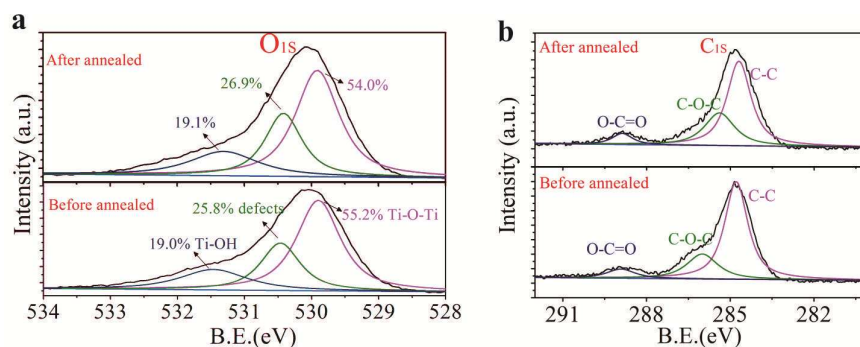 a
After annealed
O1S
26.9%
54.0%
19.1%
Before annealed
25.8% defects
55.2% Ti-O-Ti
19.0% Ti-OH
Intensity (a.u.)
534 533 532 531 530 529 528
B.E.(eV)
b
After annealed
C1S
C-C
C-O-C
O-C=O
Before annealed
C-C
C-O-C
O-C=O
Intensity (a.u.)
291 288 285 282
B.E.(eV)